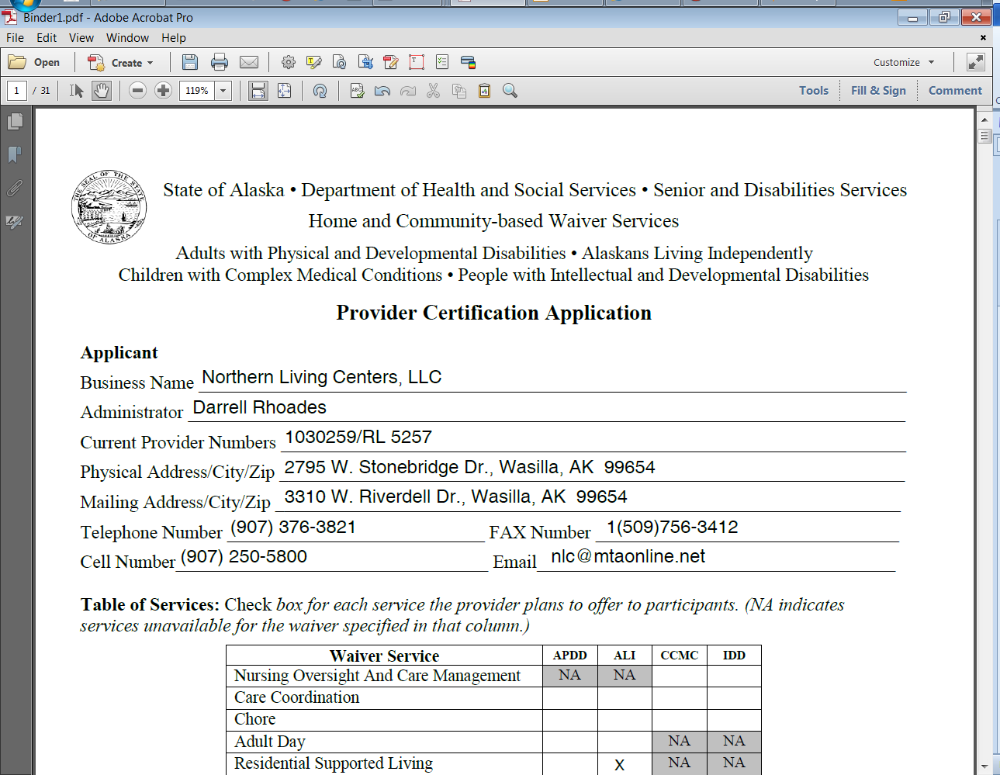 Binder1.pdf - Adobe Acrobat Pro
File Edit View Window Help
Open Create Customize
1 / 31 119% Tools Fill & Sign Comment
THE SEAL OF THE STATE OF ALASKA
State of Alaska • Department of Health and Social Services • Senior and Disabilities Services
Home and Community-based Waiver Services
Adults with Physical and Developmental Disabilities • Alaskans Living Independently
Children with Complex Medical Conditions • People with Intellectual and Developmental Disabilities
Provider Certification Application
Applicant
Business Name Northern Living Centers, LLC
Administrator Darrell Rhoades
Current Provider Numbers 1030259/RL 5257
Physical Address/City/Zip 2795 W. Stonebridge Dr., Wasilla, AK 99654
Mailing Address/City/Zip 3310 W. Riverdell Dr., Wasilla, AK 99654
Telephone Number (907) 376-3821 FAX Number 1(509)756-3412
Cell Number (907) 250-5800 Email nlc@mtaonline.net
Table of Services: Check box for each service the provider plans to offer to participants. (NA indicates
services unavailable for the waiver specified in that column.)
Waiver Service APDD ALI CCMC IDD
Nursing Oversight And Care Management NA NA
Care Coordination
Chore
Adult Day NA NA
Residential Supported Living X NA NA